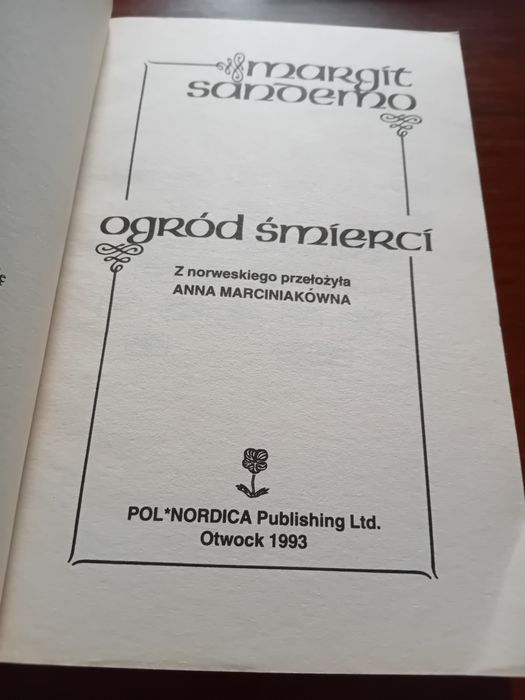 margit
sandemo
ogród śmierci
Z norweskiego przełożyła
ANNA MARCINIAKÓWNA
POL*NORDICA Publishing Ltd.
Otwock 1993